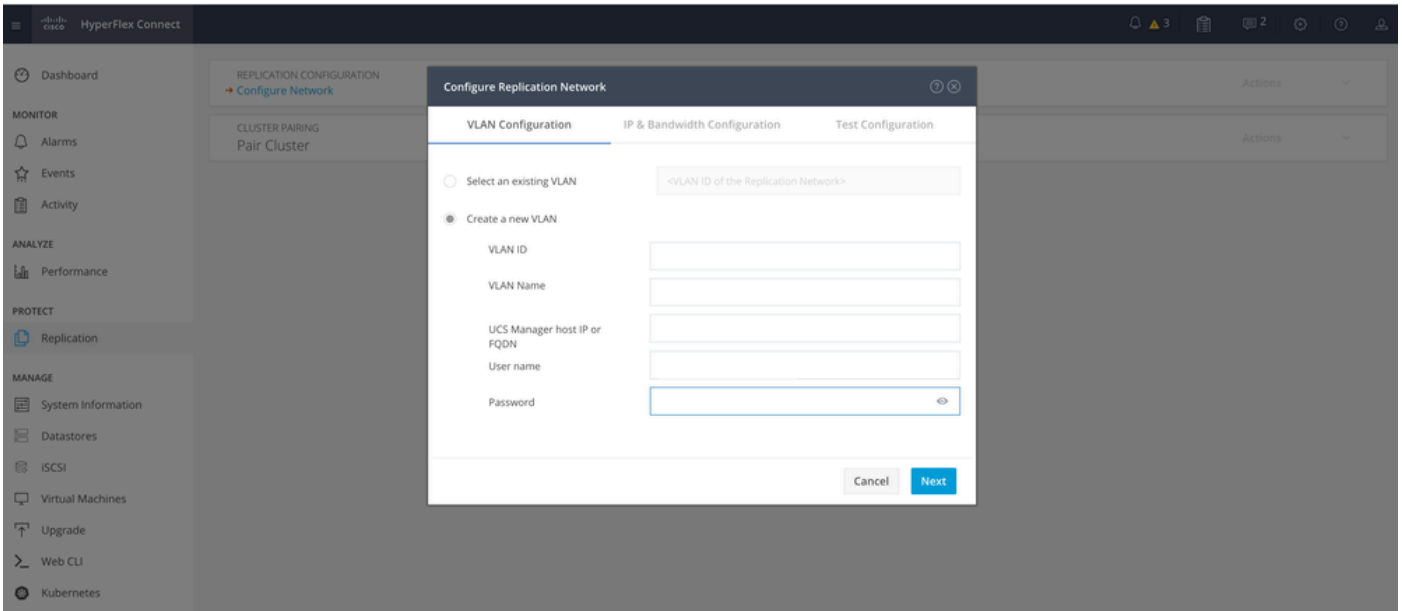 cisco HyperFlex Connect
3
2
Dashboard
MONITOR
Alarms
Events
Activity
ANALYZE
Performance
PROTECT
Replication
MANAGE
System Information
Datastores
iSCSI
Virtual Machines
Upgrade
Web CLI
Kubernetes
REPLICATION CONFIGURATION
Configure Network
Actions
CLUSTER PAIRING
Pair Cluster
Actions
Configure Replication Network
VLAN Configuration IP & Bandwidth Configuration Test Configuration
Select an existing VLAN <VLAN ID of the Replication Network>
Create a new VLAN
VLAN ID
VLAN Name
UCS Manager host IP or
FQDN
User name
Password
Cancel Next